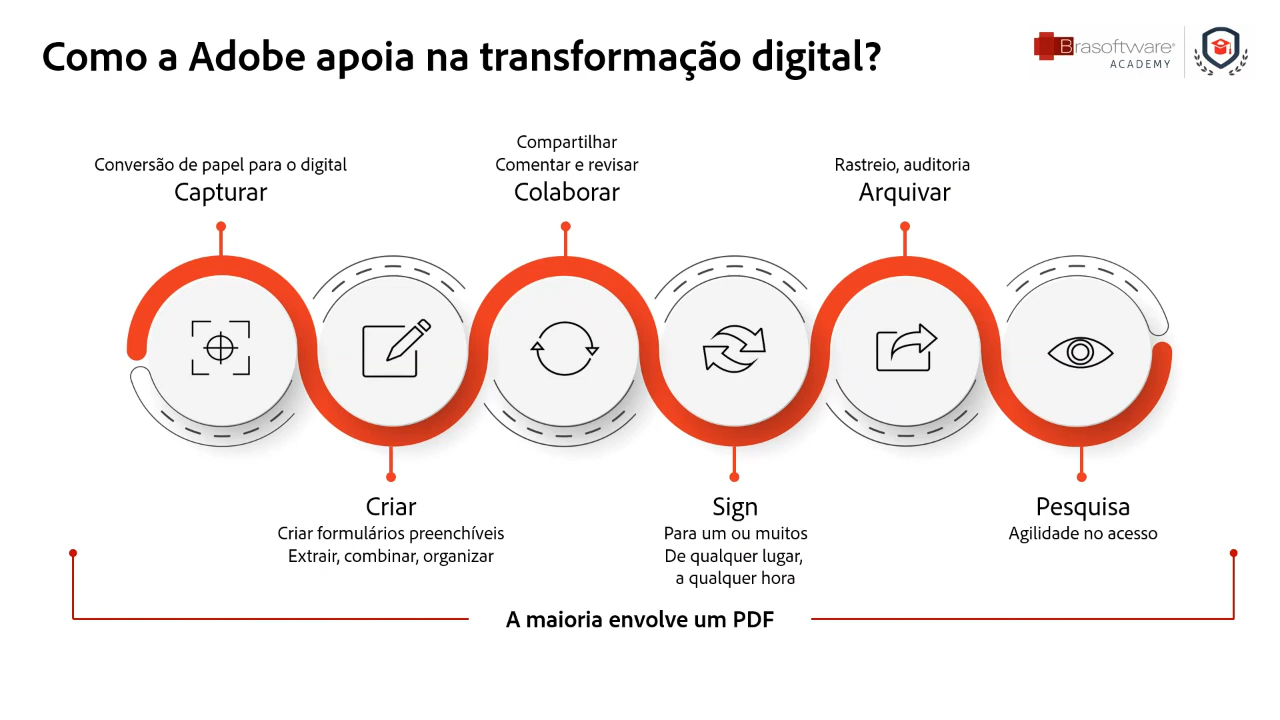 Como a Adobe apoia na transformação digital?
Brasoftware
ACADEMY
Conversão de papel para o digital
Capturar
Compartilhar
Comentar e revisar
Colaborar
Rastreio, auditoria
Arquivar
Criar
Criar formulários preenchíveis
Extrair, combinar, organizar
Sign
Para um ou muitos
De qualquer lugar,
a qualquer hora
Pesquisa
Agilidade no acesso
A maioria envolve um PDF